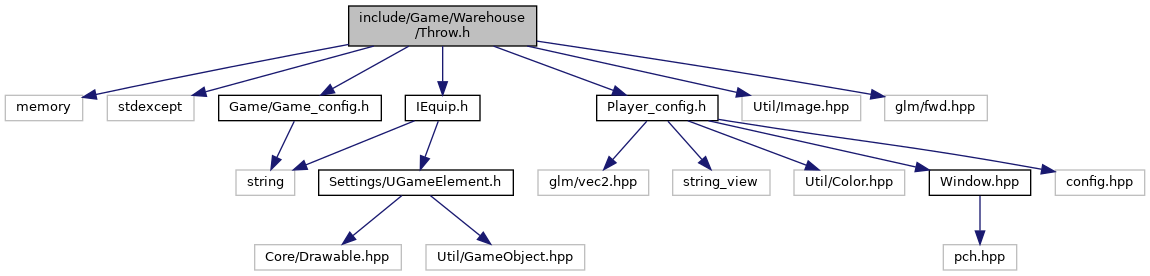 include/Game/Warehouse
/Throw.h
memory
stdexcept
Game/Game_config.h
IEquip.h
Player_config.h
Util/Image.hpp
glm/fwd.hpp
string
Settings/UGameElement.h
glm/vec2.hpp
string_view
Util/Color.hpp
Window.hpp
config.hpp
Core/Drawable.hpp
Util/GameObject.hpp
pch.hpp